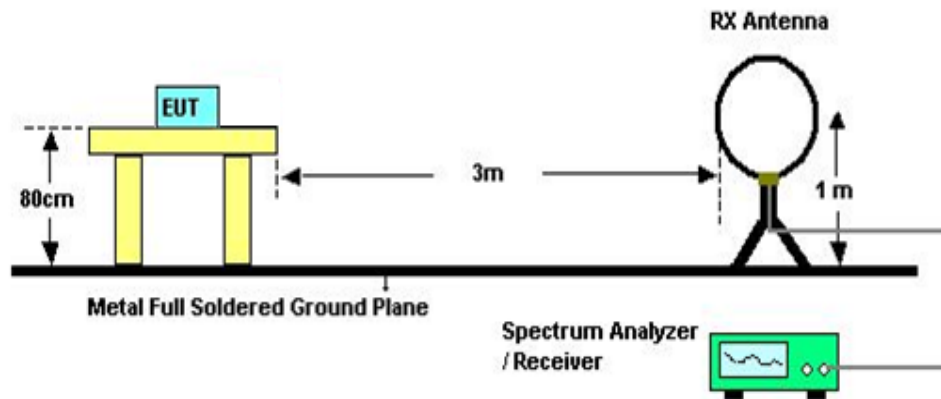 RX Antenna
EUT
3m
80cm
1 m
Metal Full Soldered Ground Plane
Spectrum Analyzer
/ Receiver